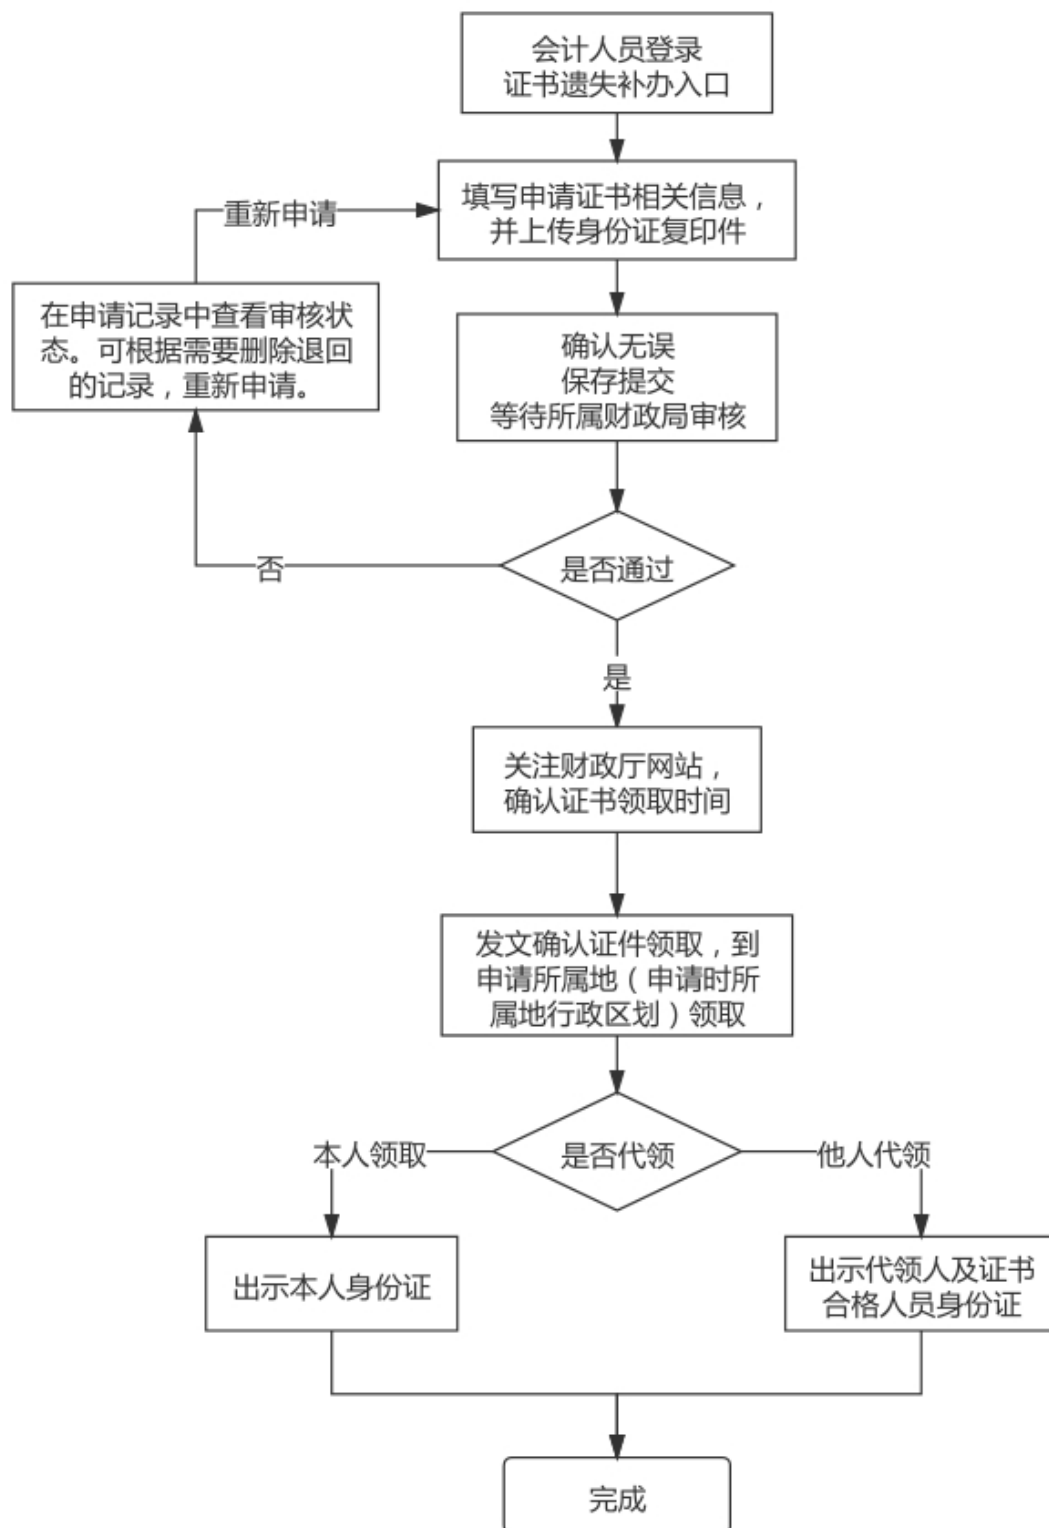 会计人员登录
证书遗失补办入口
填写申请证书相关信息，
并上传身份证复印件
重新申请
在申请记录中查看审核状
态。可根据需要删除退回
的记录，重新申请。
确认无误
保存提交
等待所属财政局审核
是否通过
否
是
关注财政厅网站，
确认证书领取时间
发文确认证件领取，到
申请所属地（申请时所
属地行政区划）领取
是否代领
本人领取
他人代领
出示本人身份证
出示代领人及证书
合格人员身份证
完成